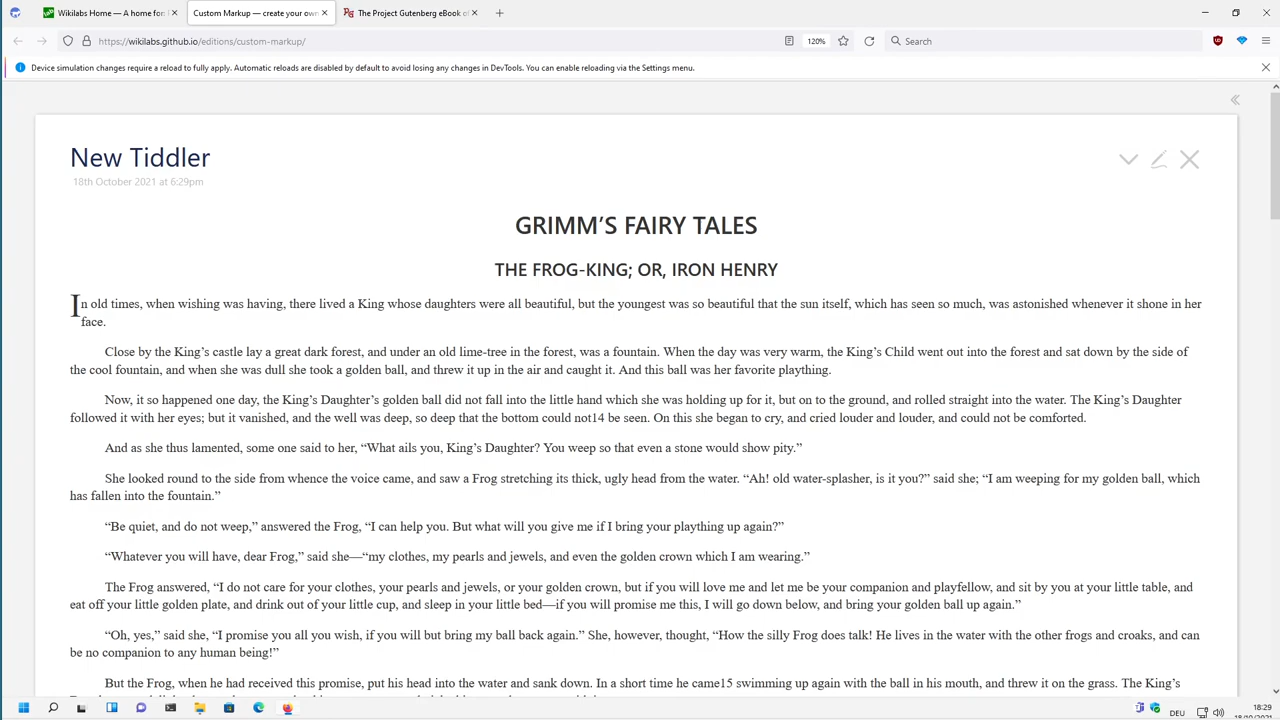 Wikilabs Home — A home for
Custom Markup — create your own
The Project Gutenberg eBook of
https://wikilabs.github.io/editions/custom-markup/
120%
Search
Device simulation changes require a reload to fully apply. Automatic reloads are disabled by default to avoid losing any changes in DevTools. You can enable reloading via the Settings menu.
New Tiddler
18th October 2021 at 6:29pm
GRIMM’S FAIRY TALES
THE FROG-KING; OR, IRON HENRY
In old times, when wishing was having, there lived a King whose daughters were all beautiful, but the youngest was so beautiful that the sun itself, which has seen so much, was astonished whenever it shone in her
face.
Close by the King’s castle lay a great dark forest, and under an old lime-tree in the forest, was a fountain. When the day was very warm, the King’s Child went out into the forest and sat down by the side of
the cool fountain, and when she was dull she took a golden ball, and threw it up in the air and caught it. And this ball was her favorite plaything.
Now, it so happened one day, the King’s Daughter’s golden ball did not fall into the little hand which she was holding up for it, but on to the ground, and rolled straight into the water. The King’s Daughter
followed it with her eyes; but it vanished, and the well was deep, so deep that the bottom could not14 be seen. On this she began to cry, and cried louder and louder, and could not be comforted.
And as she thus lamented, some one said to her, “What ails you, King’s Daughter? You weep so that even a stone would show pity.”
She looked round to the side from whence the voice came, and saw a Frog stretching its thick, ugly head from the water. “Ah! old water-splasher, is it you?” said she; “I am weeping for my golden ball, which
has fallen into the fountain.”
“Be quiet, and do not weep,” answered the Frog, “I can help you. But what will you give me if I bring your plaything up again?”
“Whatever you will have, dear Frog,” said she—“my clothes, my pearls and jewels, and even the golden crown which I am wearing.”
The Frog answered, “I do not care for your clothes, your pearls and jewels, or your golden crown, but if you will love me and let me be your companion and playfellow, and sit by you at your little table, and
eat off your little golden plate, and drink out of your little cup, and sleep in your little bed—if you will promise me this, I will go down below, and bring your golden ball up again.”
“Oh, yes,” said she, “I promise you all you wish, if you will but bring my ball back again.” She, however, thought, “How the silly Frog does talk! He lives in the water with the other frogs and croaks, and can
be no companion to any human being!”
But the Frog, when he had received this promise, put his head into the water and sank down. In a short time he came15 swimming up again with the ball in his mouth, and threw it on the grass. The King’s
DEU
18:29
18/10/2021